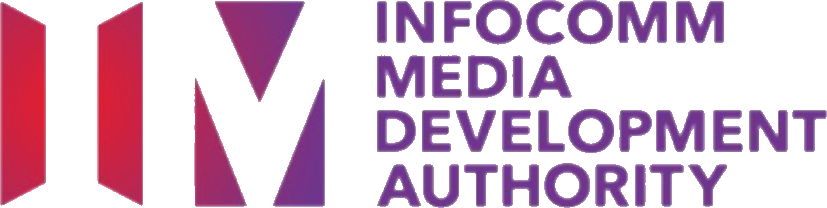 INFOCOMM
MEDIA
DEVELOPMENT
AUTHORITY